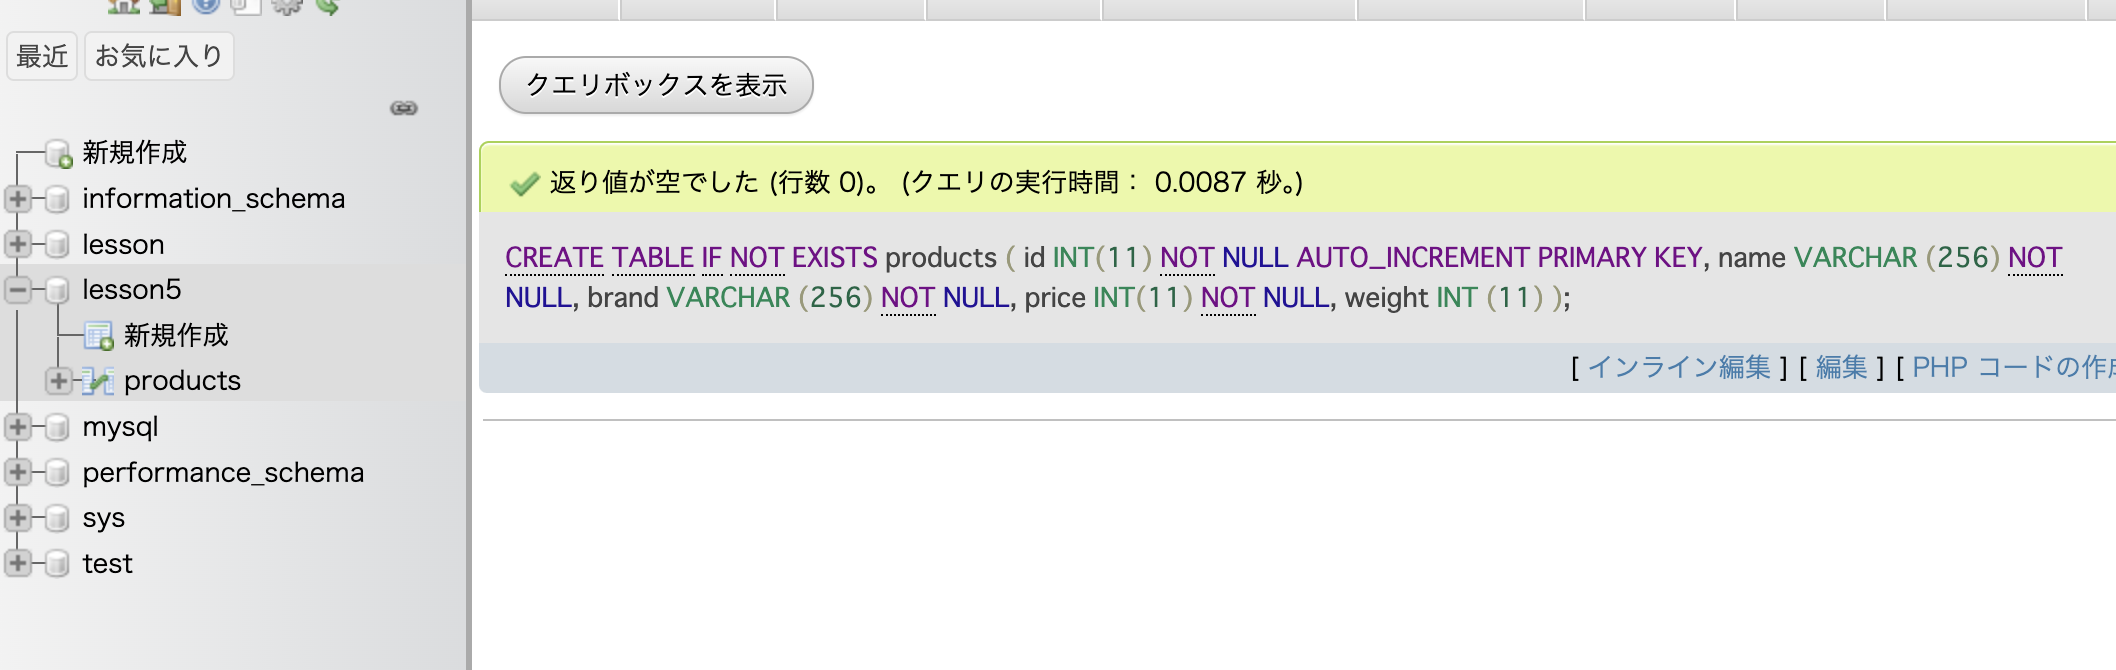 最近 お気に入り
新規作成
information_schema
lesson
lesson5
新規作成
products
mysql
performance_schema
sys
test
クエリボックスを表示
返り値が空でした (行数 0)。 (クエリの実行時間： 0.0087 秒。)
CREATE TABLE IF NOT EXISTS products ( id INT(11) NOT NULL AUTO_INCREMENT PRIMARY KEY, name VARCHAR (256) NOT
NULL, brand VARCHAR (256) NOT NULL, price INT(11) NOT NULL, weight INT (11) );
[ インライン編集 ] [ 編集 ] [ PHP コードの作成